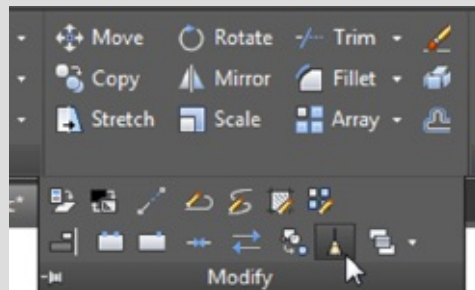 Move Rotate Trim
Copy Mirror Fillet
Stretch Scale Array
Modify